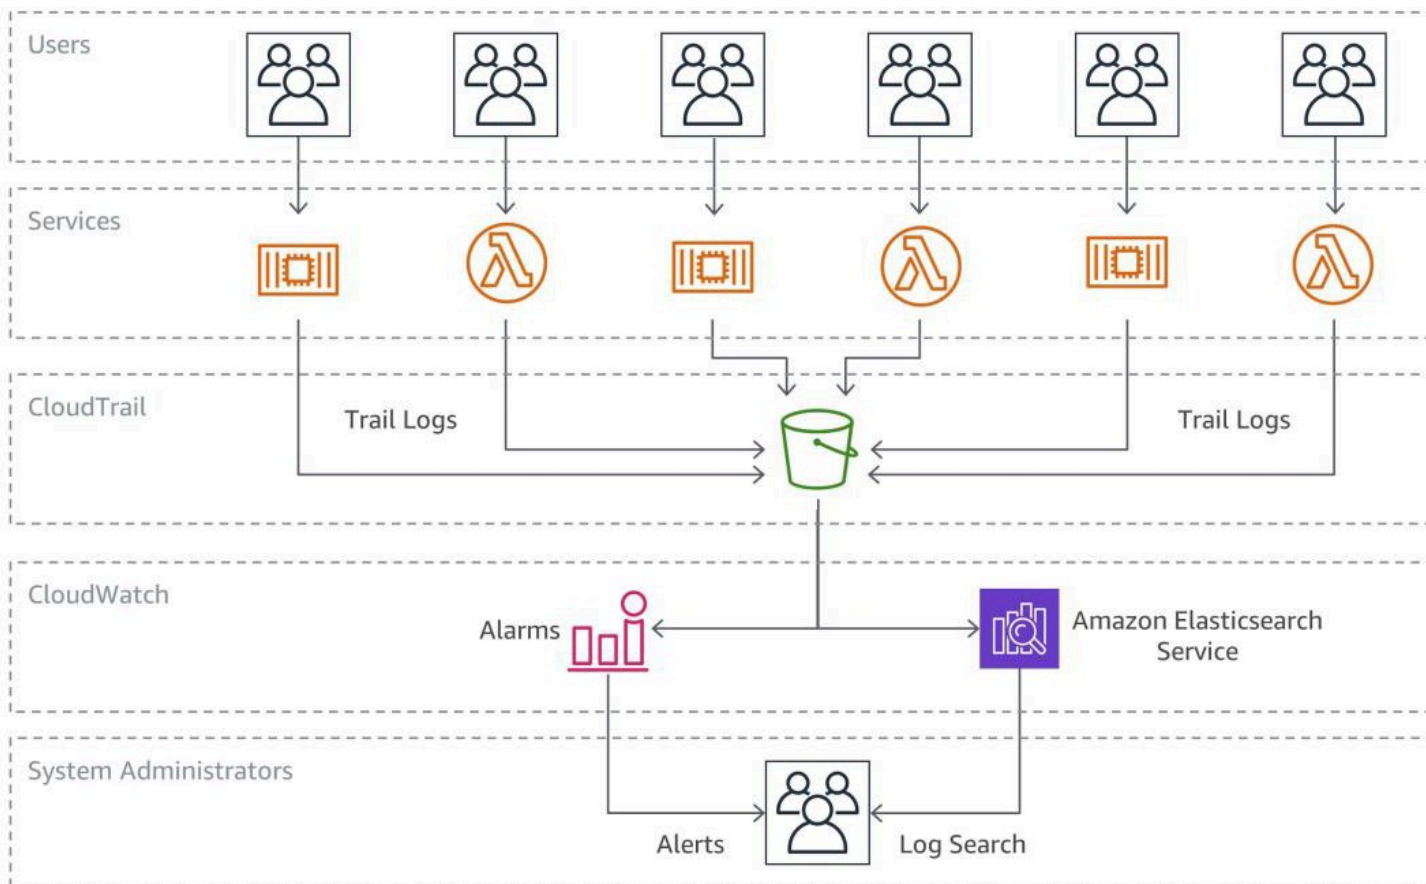 Users
Services
CloudTrail
Trail Logs
Trail Logs
CloudWatch
Alarms
Amazon Elasticsearch
Service
System Administrators
Alerts
Log Search